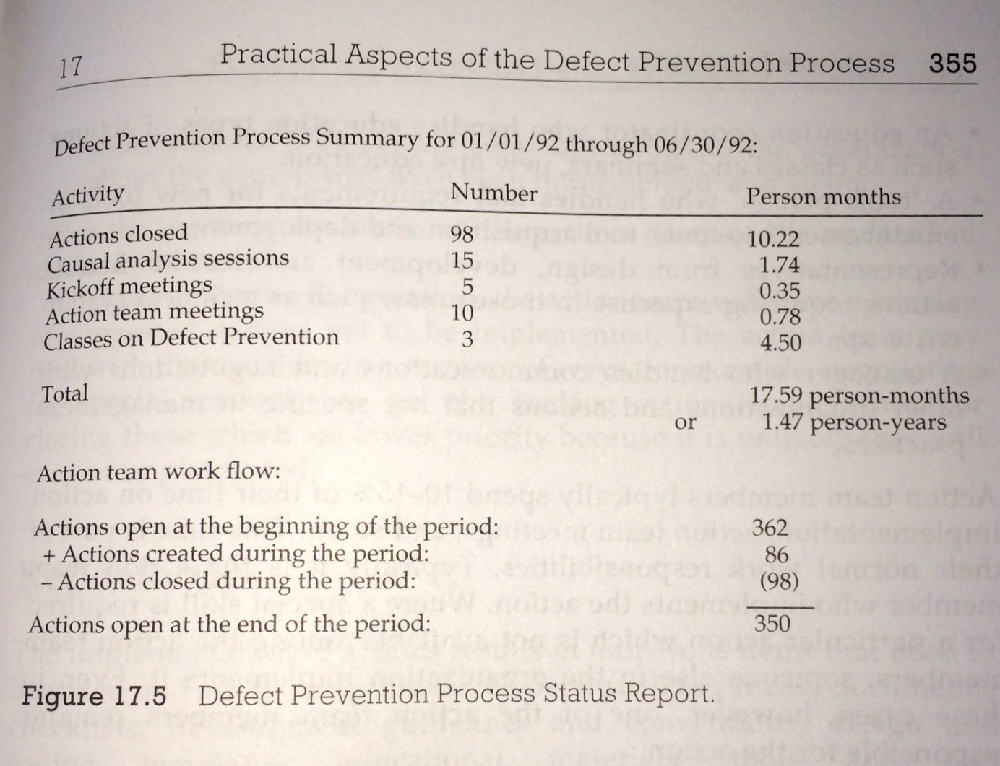 17 Practical Aspects of the Defect Prevention Process 355
Defect Prevention Process Summary for 01/01/92 through 06/30/92:
Activity Number Person months
Actions closed 98 10.22
Causal analysis sessions 15 1.74
Kickoff meetings 5 0.35
Action team meetings 10 0.78
Classes on Defect Prevention 3 4.50
Total 17.59 person-months
or 1.47 person-years
Action team work flow:
Actions open at the beginning of the period: 362
+ Actions created during the period: 86
– Actions closed during the period: (98)
Actions open at the end of the period: 350
Figure 17.5 Defect Prevention Process Status Report.